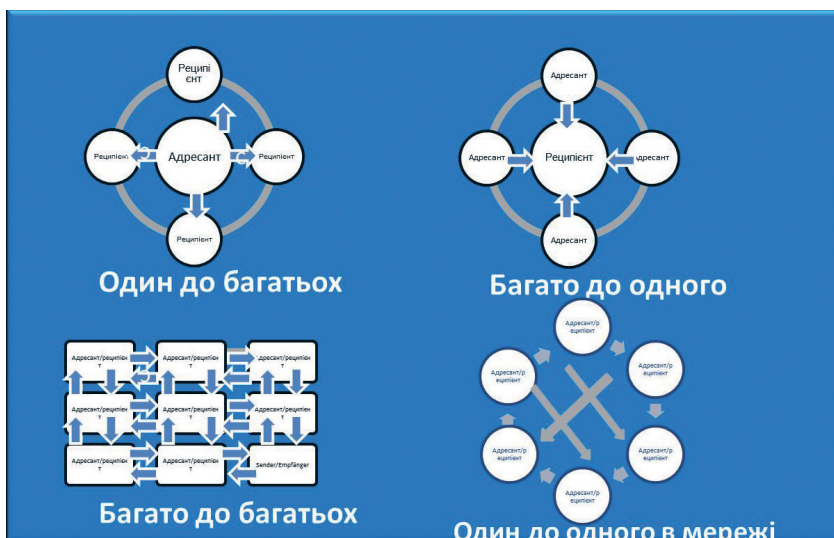 Реципі
єнт
Реципієнт
Адресант
Реципієнт
Реципієнт
Один до багатьох
Адресант
Адресант
Реципієнт
Адресант
Адресант
Багато до одного
Адресант/реципієн
т
Адресант/реципієн
т
Адресант/реципієн
т
Адресант/реципієн
т
Адресант/реципієн
т
Адресант/реципієн
т
Адресант/реципієн
т
Адресант/реципієн
т
Sender/Empfänger
Багато до багатьох
Адресант/р
еципієнт
Адресант/р
еципієнт
Адресант/р
еципієнт
Адресант/р
еципієнт
Адресант/р
еципієнт
Адресант/р
еципієнт
Один до одного в мережі